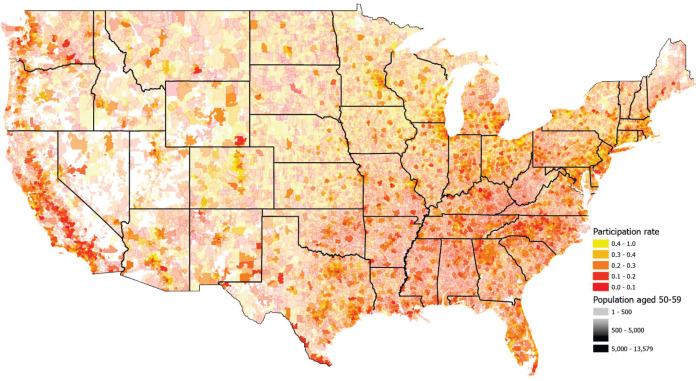 Participation rate
0.4 - 1.0
0.3 - 0.4
0.2 - 0.3
0.1 - 0.2
0.0 - 0.1
Population aged 50-59
1 - 500
500 - 5,000
5,000 - 13,579